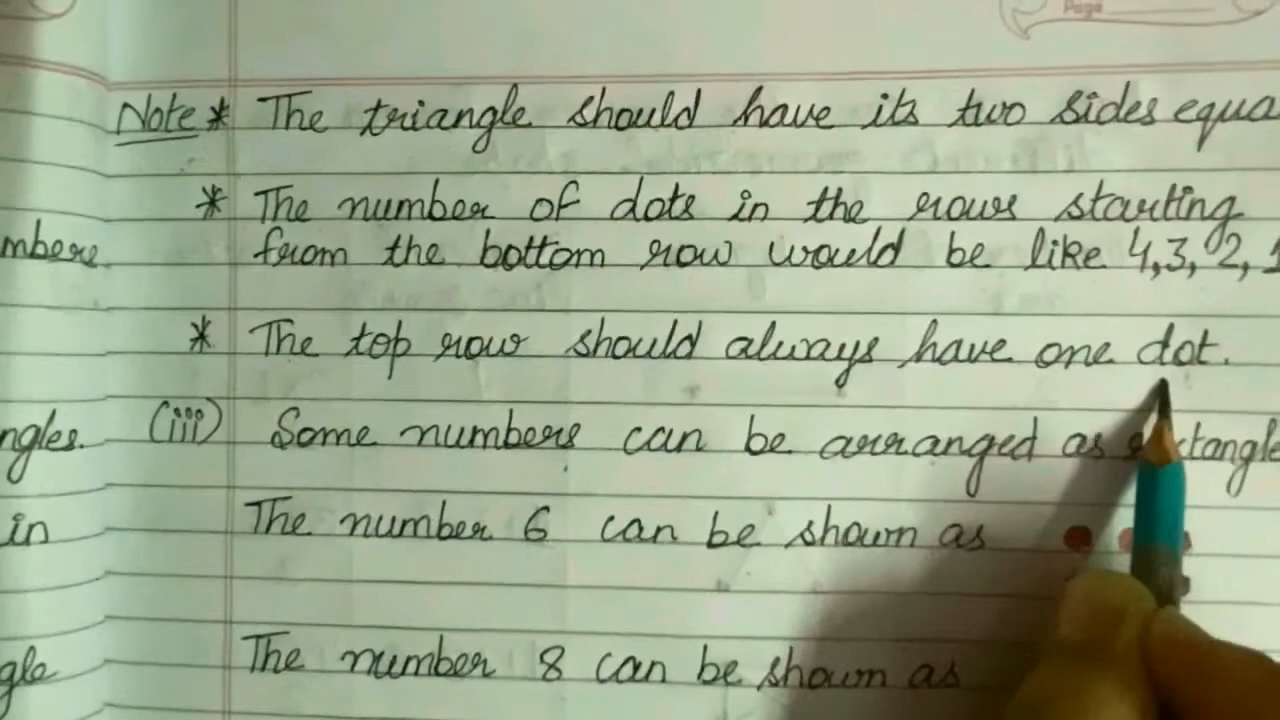 Page
Note * The triangle should have its two sides equa
* The number of dots in the rows starting
mbers from the bottom row would be like 4,3, 2, 1
* The top row should always have one dot.
ngles. (iii) Some numbers can be arranged as
in The number 6 can be shown as
gle The number 8 can be shown as